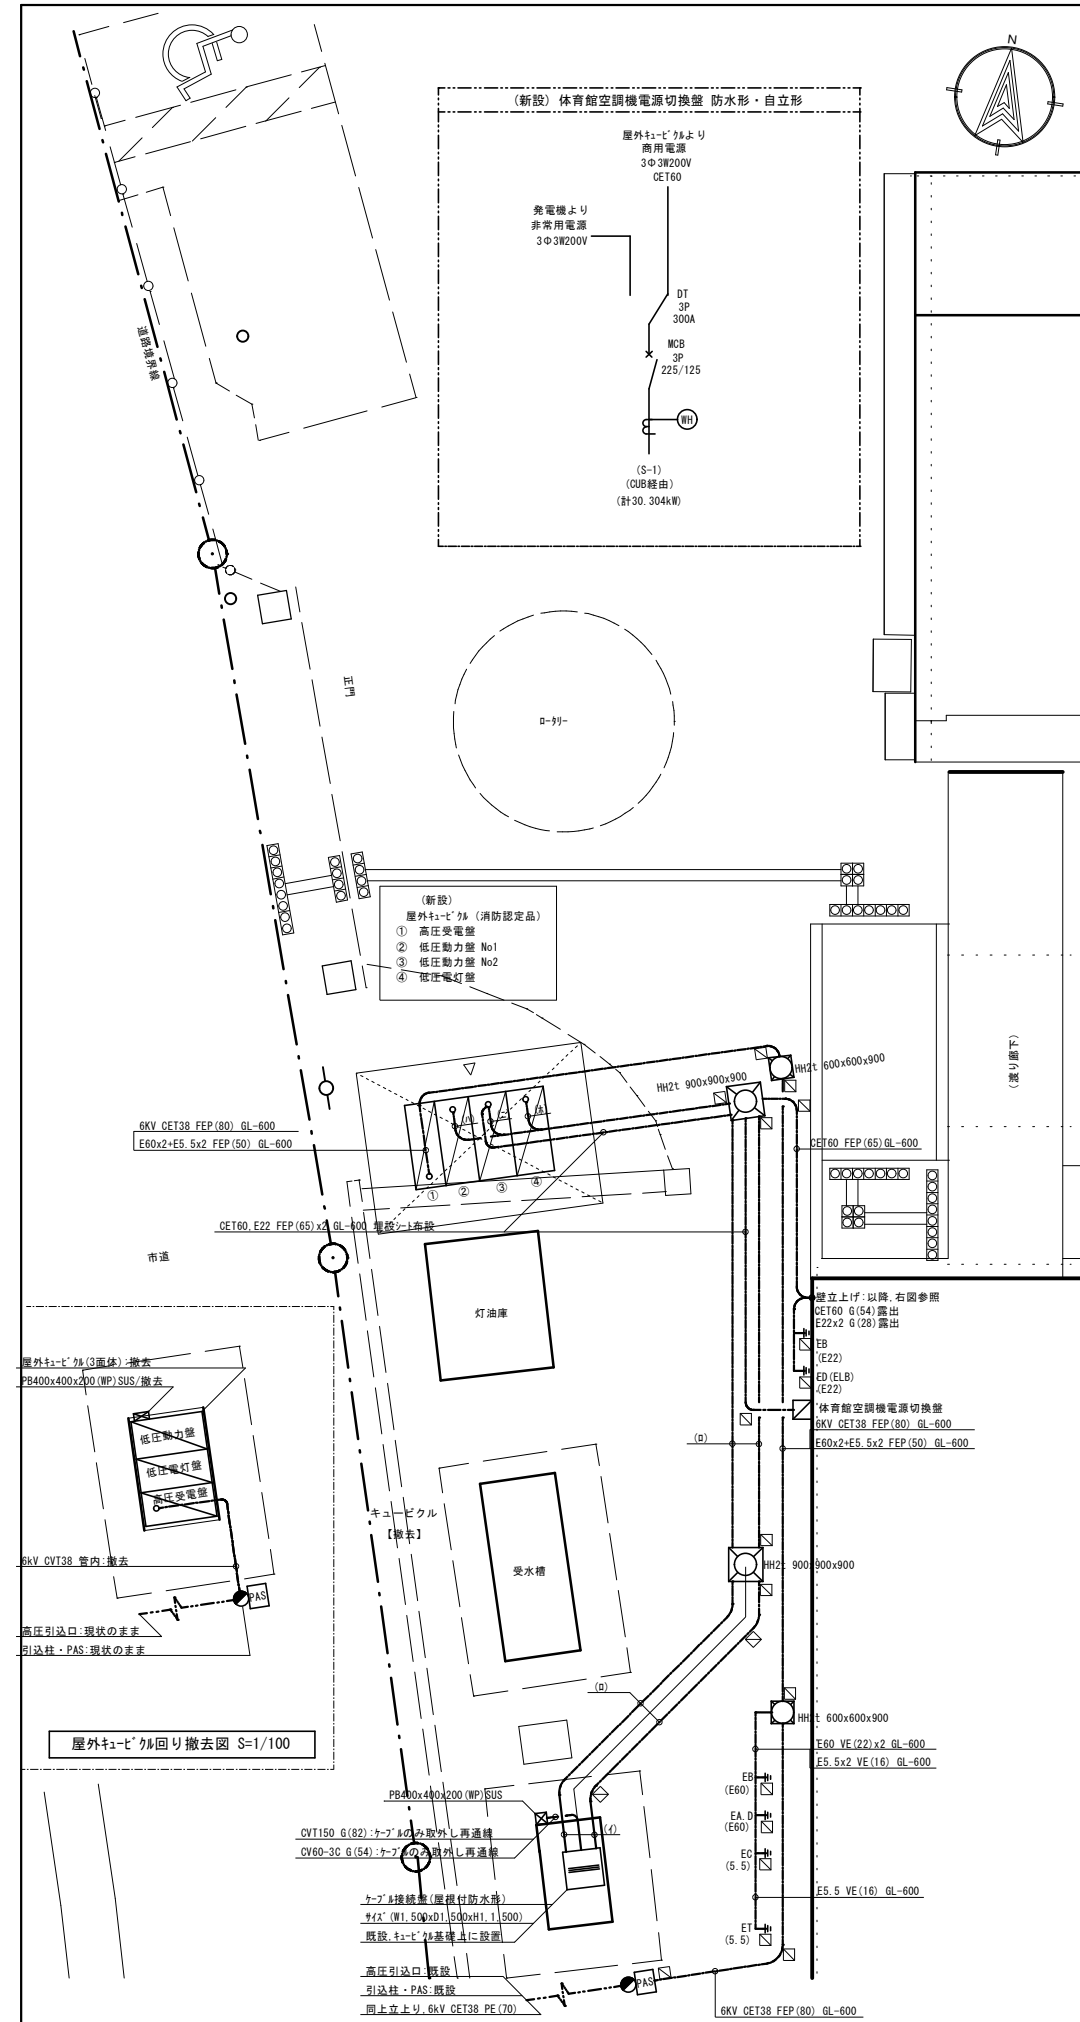 N
(新設) 体育館空調機電源切換盤 防水形・自立形
屋外ｷｭｰﾋﾞｸﾙより
商用電源
3Φ3W200V
CET60
発電機より
非常用電源
3Φ3W200V
DT
3P
300A
MCB
3P
225/125
WH
(S-1)
(CUB経由)
(計30.304kW)
道路境界線
正門
ﾛｰﾀﾘｰ
(新設)
屋外ｷｭｰﾋﾞｸﾙ (消防認定品)
① 高圧受電盤
② 低圧動力盤 No1
③ 低圧動力盤 No2
④ 低圧電灯盤
(渡り廊下)
HH2t 600x600x900
HH2t 900x900x900
6KV CET38 FEP(80) GL-600
E60x2+E5.5x2 FEP(50) GL-600
(ﾊ)
(ﾆ)
(ﾎ)
CET60 FEP(65)GL-600
① ② ③ ④
CET60,E22 FEP(65)x2 GL-600 埋設ｼｰﾄ布設
市道
灯油庫
壁立上げ:以降,右図参照
CET60 G(54)露出
E22x2 G(28)露出
EB
(E22)
ED(ELB)
(E22)
体育館空調機電源切換盤
6KV CET38 FEP(80) GL-600
E60x2+E5.5x2 FEP(50) GL-600
(ﾛ)
屋外ｷｭｰﾋﾞｸﾙ(3面体):撤去
PB400x400x200(WP)SUS/撤去
低圧動力盤
低圧電灯盤
高圧受電盤
6kV CVT38 管内:撤去
PAS
高圧引込口:現状のまま
引込柱・PAS:現状のまま
屋外ｷｭｰﾋﾞｸﾙ回り撤去図 S=1/100
キュービクル
【撤去】
受水槽
HH2t 900x900x900
(ﾛ)
HH2t 600x600x900
E60 VE(22)x2 GL-600
E5.5x2 VE(16) GL-600
EB
(E60)
EA.D
(E60)
EC
(5.5)
E5.5 VE(16) GL-600
ET
(5.5)
PB400x400x200(WP)SUS
CVT150 G(82):ｹｰﾌﾞﾙのみ取外し再通線
CV60-3C G(54):ｹｰﾌﾞﾙのみ取外し再通線
(ｲ)
ｹｰﾌﾞﾙ接続盤(屋根付防水形)
ｻｲｽﾞ(W1,500xD1,500xH1,1,500)
既設,ｷｭｰﾋﾞｸﾙ基礎上に設置
高圧引込口:既設
引込柱・PAS:既設
同上立上り,6kV CET38 PE(70)
PAS
6KV CET38 FEP(80) GL-600